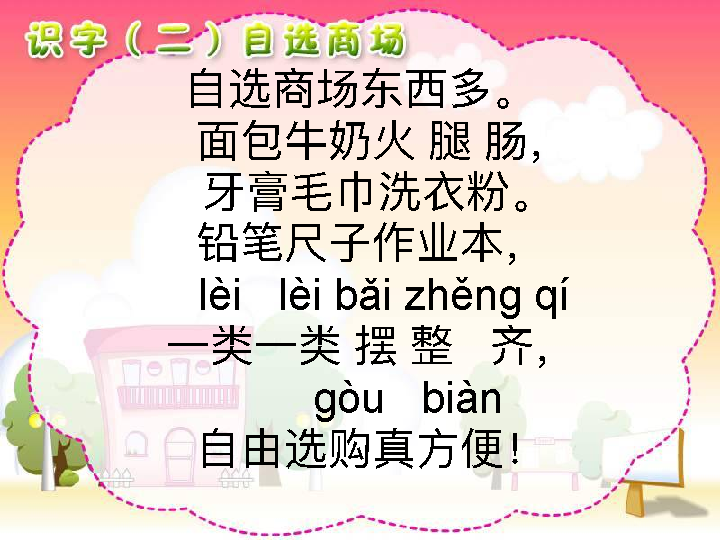 识字（二）自选商场
自选商场东西多。
面包牛奶火 腿 肠，
牙膏毛巾洗衣粉。
铅笔尺子作业本，
lèi lèi bǎi zhěng qí
一类一类 摆 整 齐，
gòu biàn
自由选购真方便！